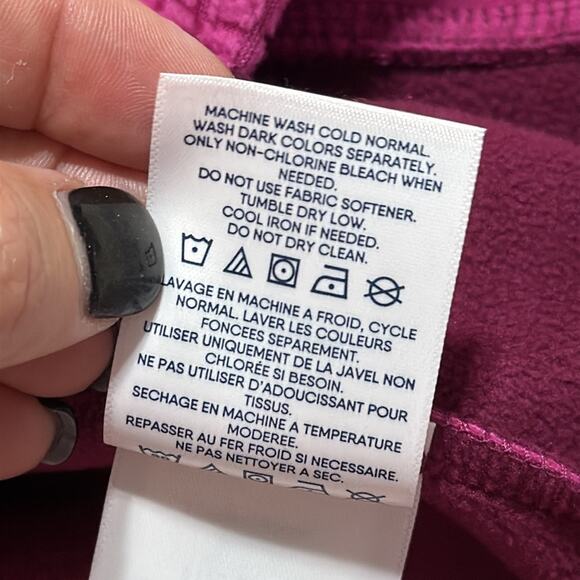 MACHINE WASH COLD NORMAL.
WASH DARK COLORS SEPARATELY.
ONLY NON-CHLORINE BLEACH WHEN
NEEDED.
DO NOT USE FABRIC SOFTENER.
TUMBLE DRY LOW.
COOL IRON IF NEEDED.
DO NOT DRY CLEAN.
LAVAGE EN MACHINE A FROID, CYCLE
NORMAL. LAVER LES COULEURS
FONCEES SEPAREMENT.
UTILISER UNIQUEMENT DE LA JAVEL NON
CHLORÉE SI BESOIN.
NE PAS UTILISER D'ADOUCISSANT POUR
TISSUS.
SECHAGE EN MACHINE A TEMPERATURE
MODEREE.
REPASSER AU FER FROID SI NECESSAIRE.
NE PAS NETTOYER A SEC.